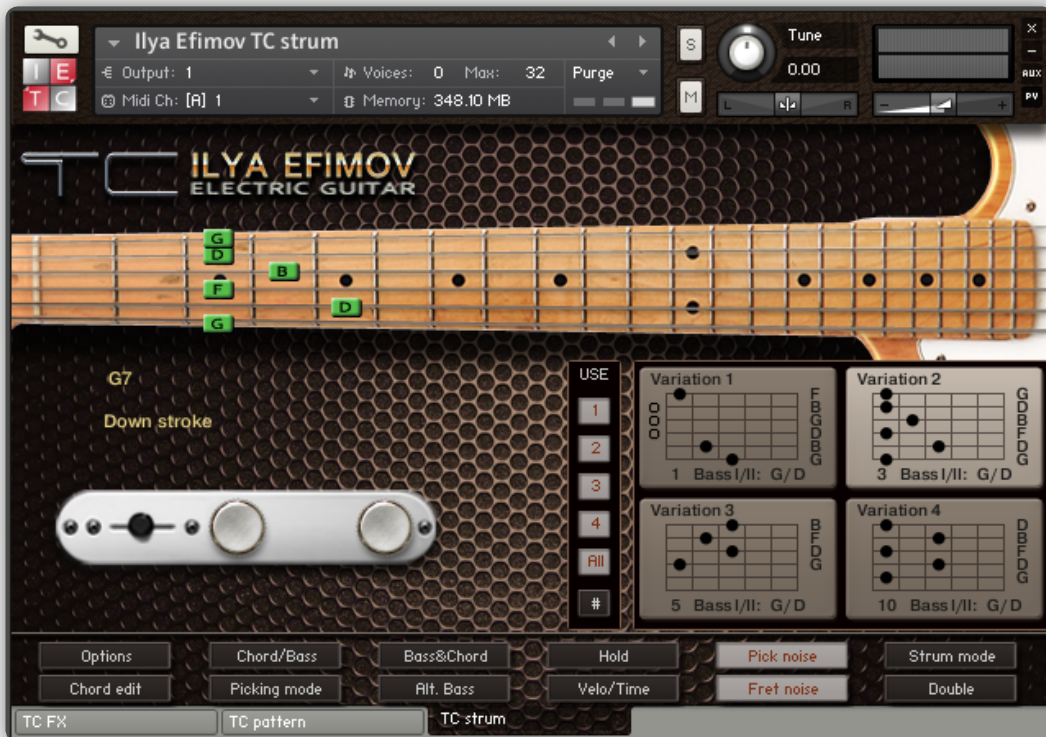 Ilya Efimov TC strum
Output: 1
Voices: 0 Max: 32 Purge
Midi Ch: [A] 1
Memory: 348.10 MB
I E,
T C
S
M
Tune
0.00
L R
- +
×
-
AUX
PV
TC ILYA EFIMOV
ELECTRIC GUITAR
G
D
B
F
D
G
G7
Down stroke
USE
1
2
3
4
All
#
Variation 1
F
B
G
D
B
G
1 Bass I/II: G/D
Variation 2
G
D
B
F
D
G
3 Bass I/II: G/D
Variation 3
B
F
D
G
5 Bass I/II: G/D
Variation 4
D
B
F
D
G
10 Bass I/II: G/D
Options Chord/Bass Bass&Chord Hold Pick noise Strum mode
Chord edit Picking mode Alt. Bass Velo/Time Fret noise Double
TC FX TC pattern TC strum